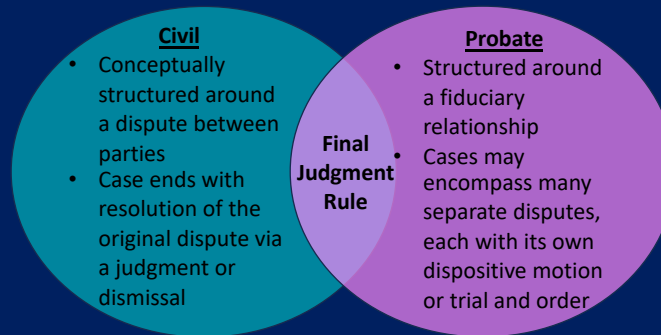 Civil
• Conceptually
structured around
a dispute between
parties
• Case ends with
resolution of the
original dispute via
a judgment or
dismissal
Final
Judgment
Rule
Probate
• Structured around
a fiduciary
relationship
• Cases may
encompass many
separate disputes,
each with its own
dispositive motion
or trial and order